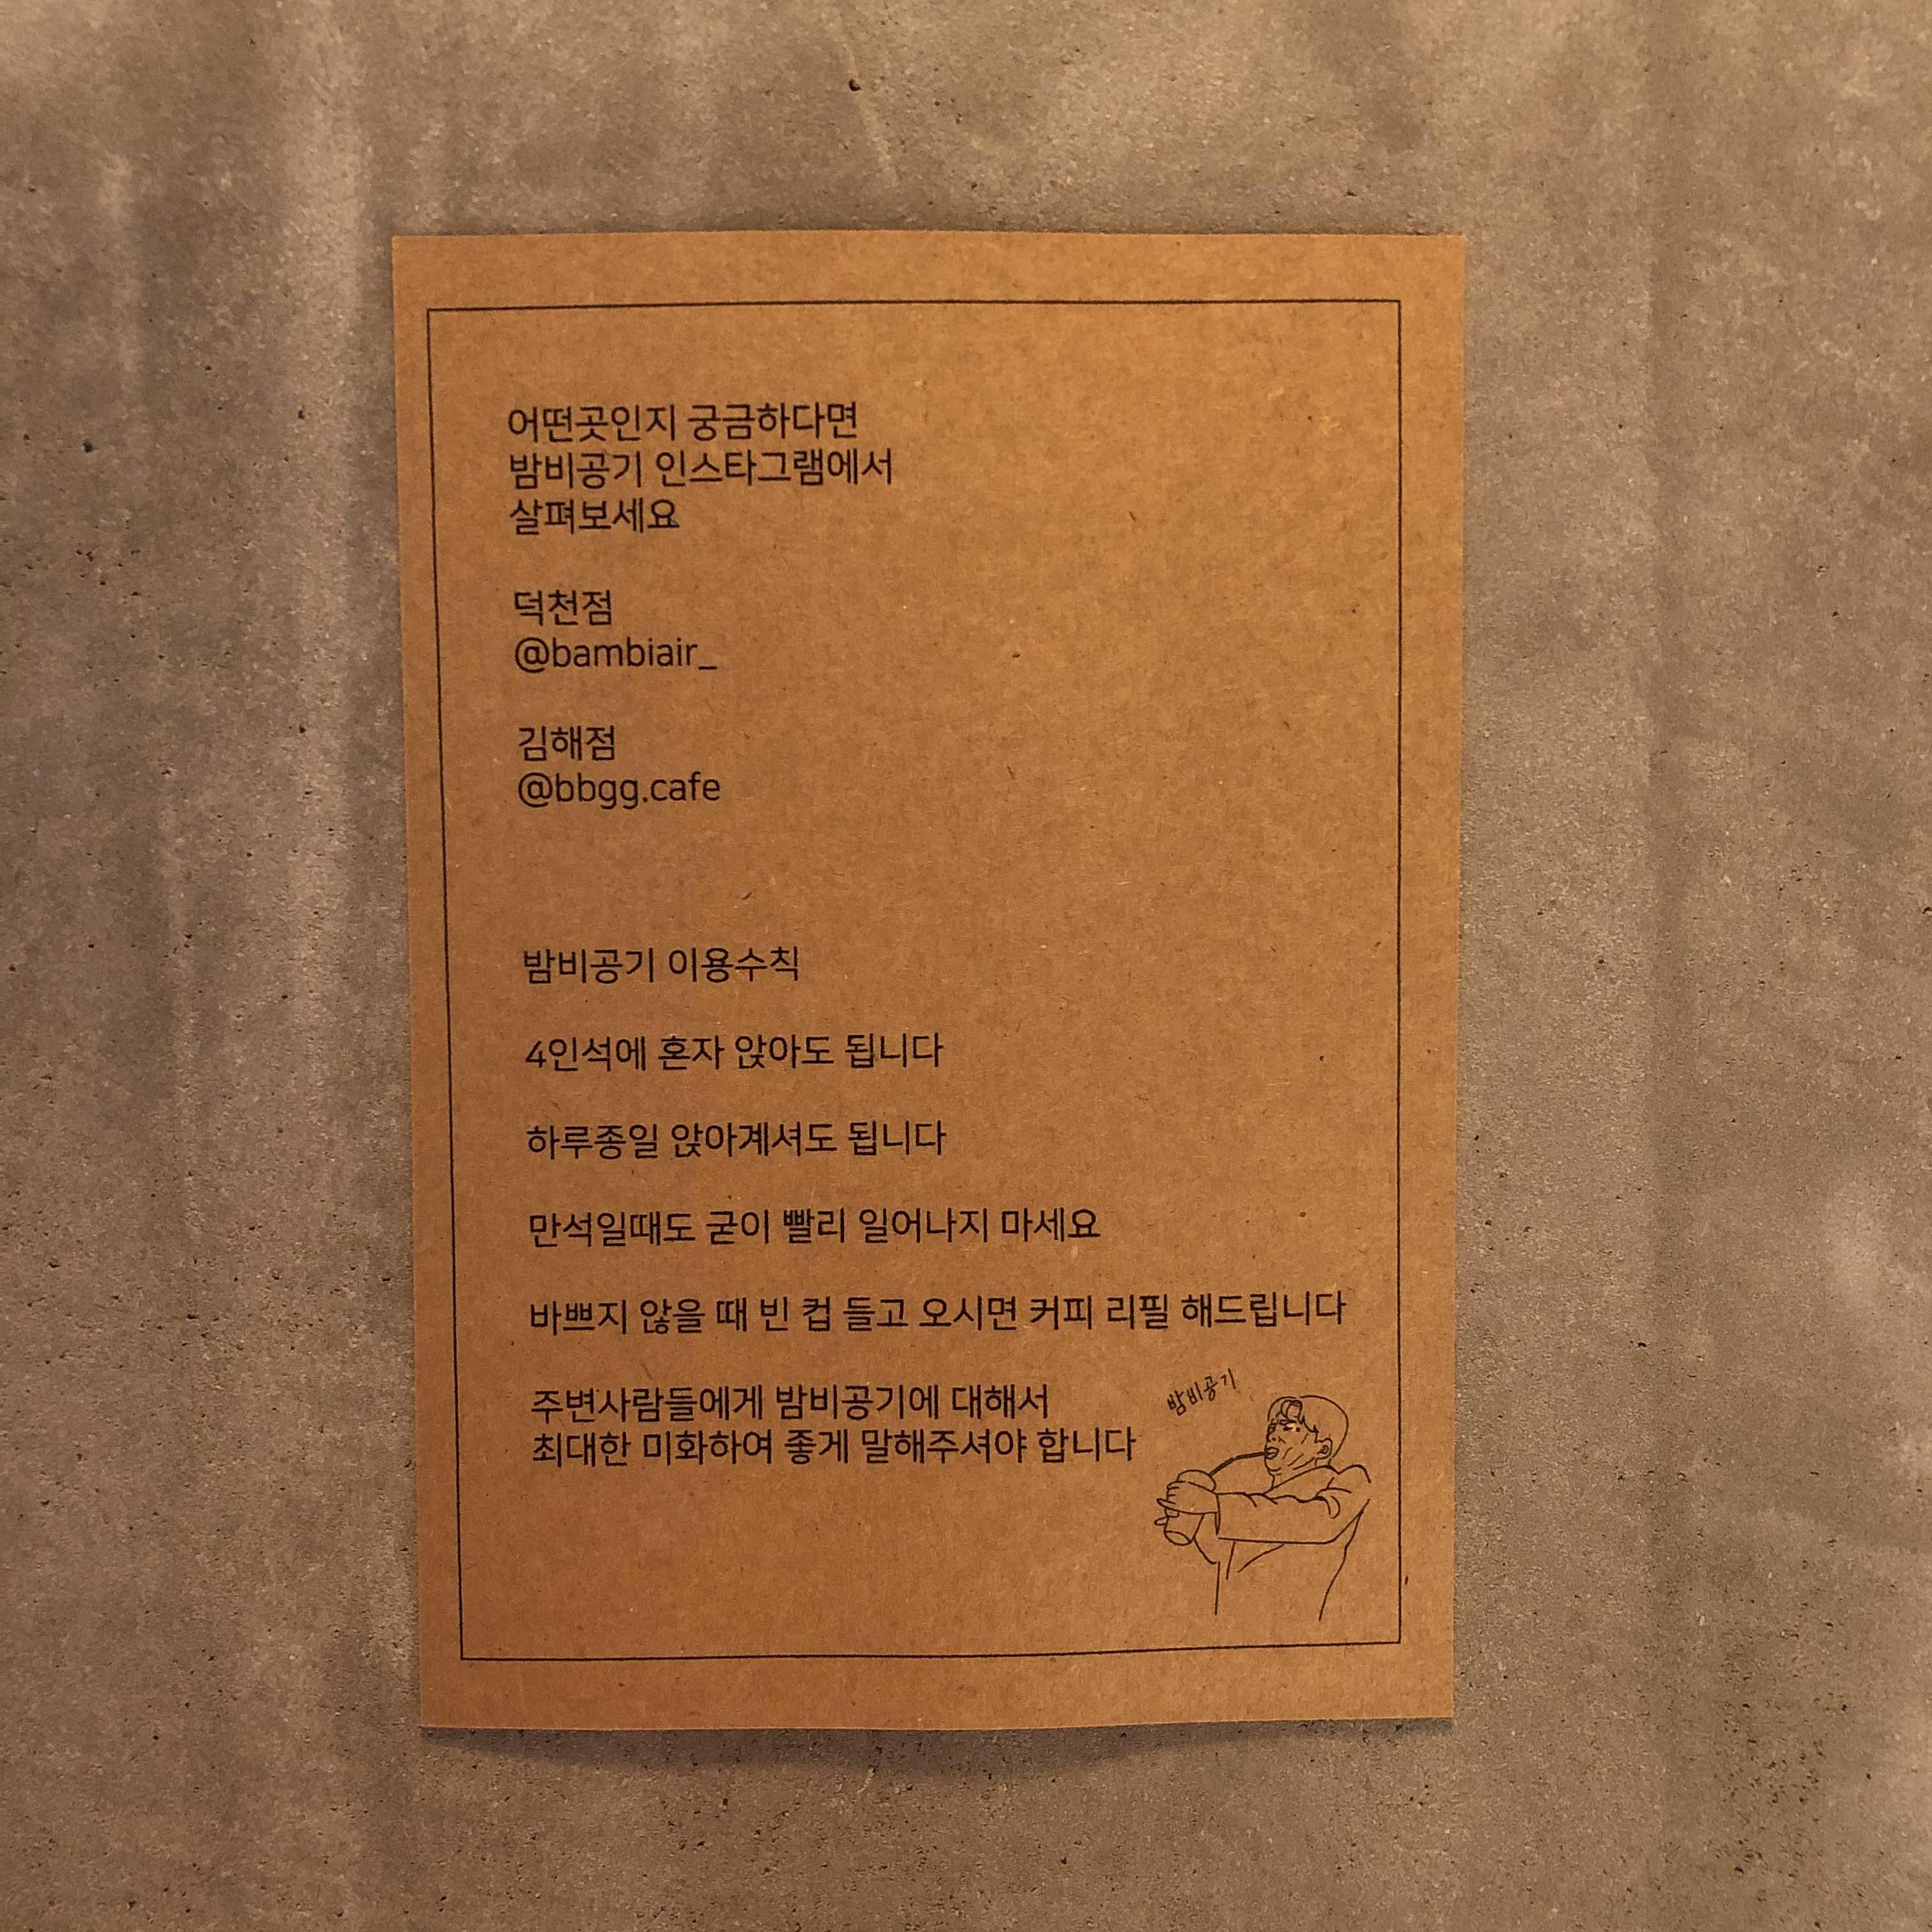 어떤곳인지 궁금하다면
밤비공기 인스타그램에서
살펴보세요
덕천점
@bambiair_
김해점
@bbgg.cafe
밤비공기 이용수칙
4인석에 혼자 앉아도 됩니다
하루종일 앉아계셔도 됩니다
만석일때도 굳이 빨리 일어나지 마세요
바쁘지 않을 때 빈 컵 들고 오시면 커피 리필 해드립니다
주변사람들에게 밤비공기에 대해서
최대한 미화하여 좋게 말해주셔야 합니다
밤비공기